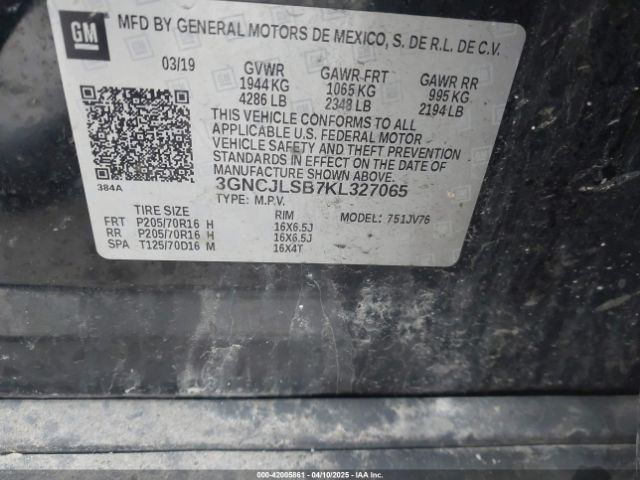 GM
MFD BY GENERAL MOTORS DE MEXICO, S. DE R.L. DE C.V.
03/19 GVWR GAWR-FRT GAWR RR
1944 KG 1065 KG 995 KG
4286 LB 2348 LB 2194 LB
THIS VEHICLE CONFORMS TO ALL
APPLICABLE U.S. FEDERAL MOTOR
VEHICLE SAFETY AND THEFT PREVENTION
STANDARDS IN EFFECT ON THE DATE OF
MANUFACTURE SHOWN ABOVE.
384A
3GNCJLSB7KL327065
TYPE: M.P.V.
TIRE SIZE RIM MODEL: 751JV76
FRT P205/70R16 H 16X6.5J
RR P205/70R16 H 16X6.5J
SPA T125/70D16 M 16X4T
000-42005861 - 04/10/2025 - IAAI.COM